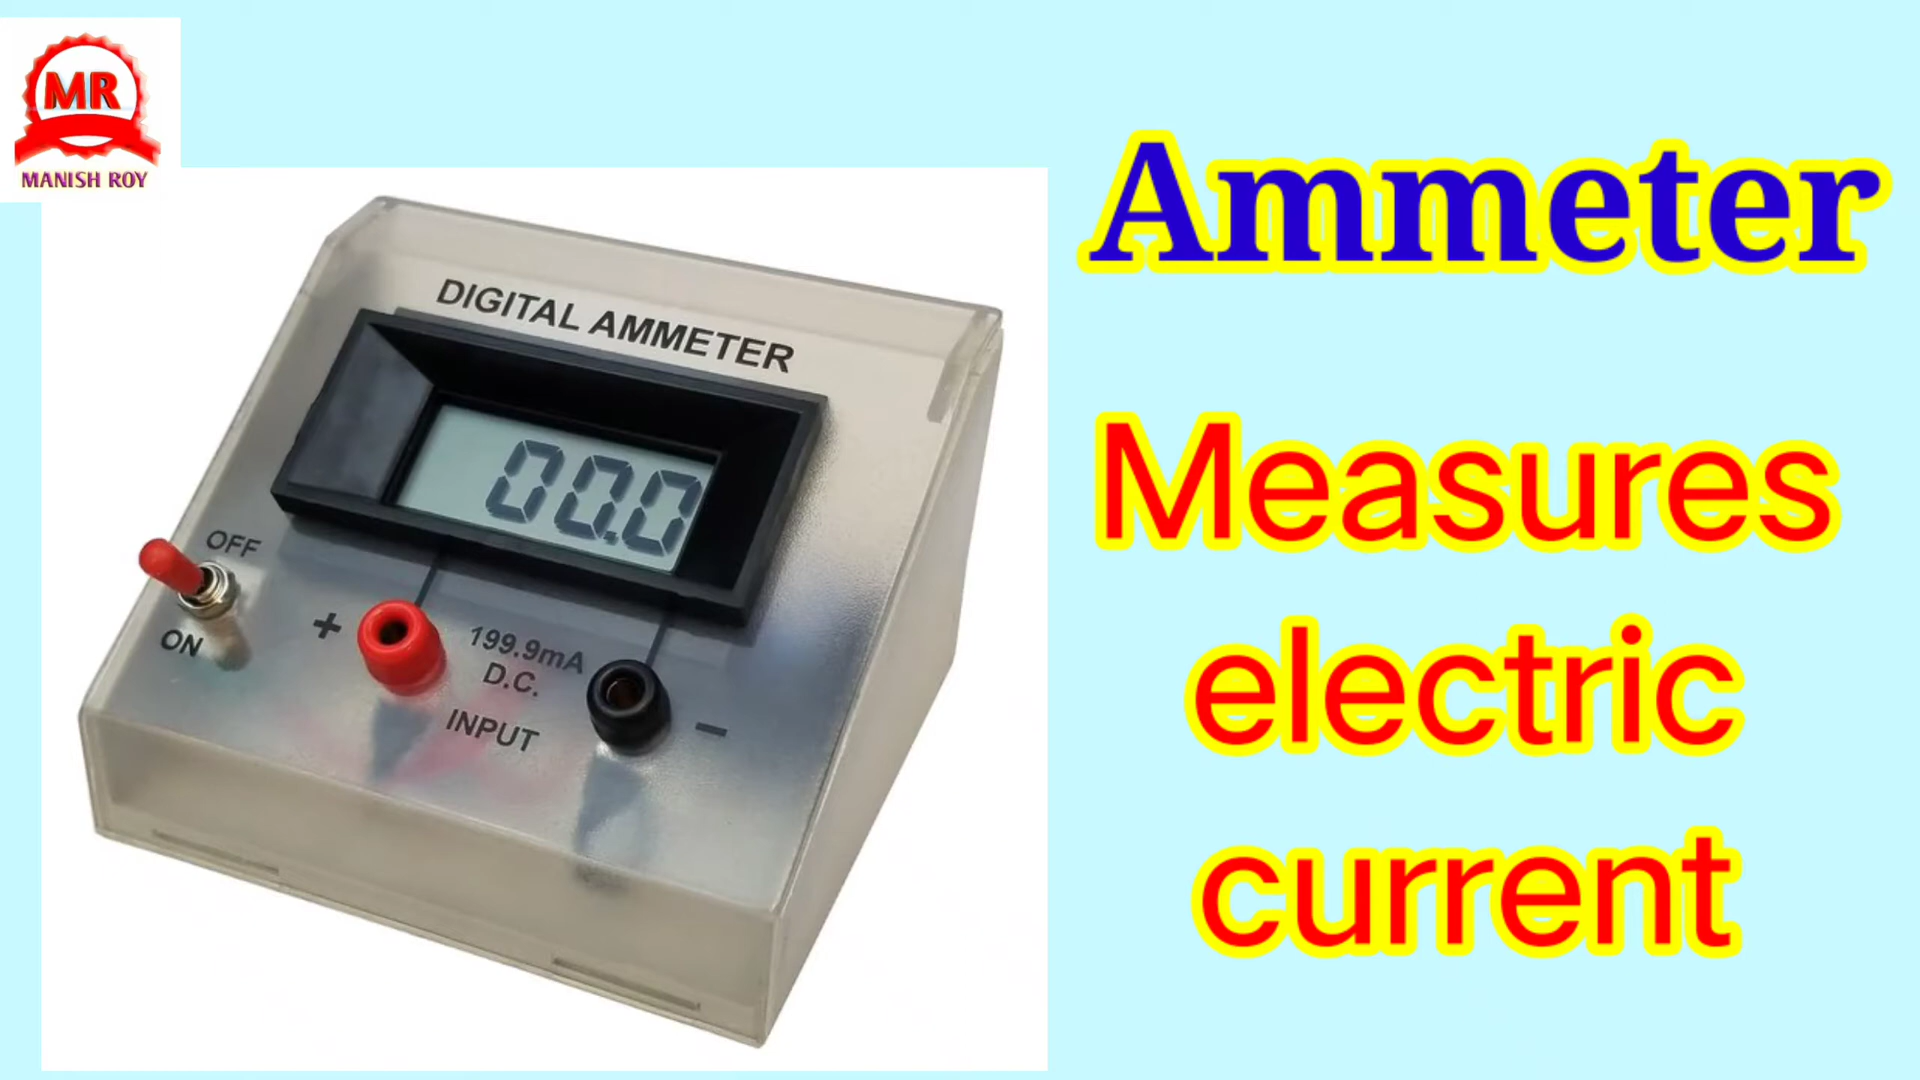 MR
MANISH ROY
Ammeter
Measures
electric
current
DIGITAL AMMETER
00.0
OFF
ON
+
199.9mA
D.C.
−
INPUT